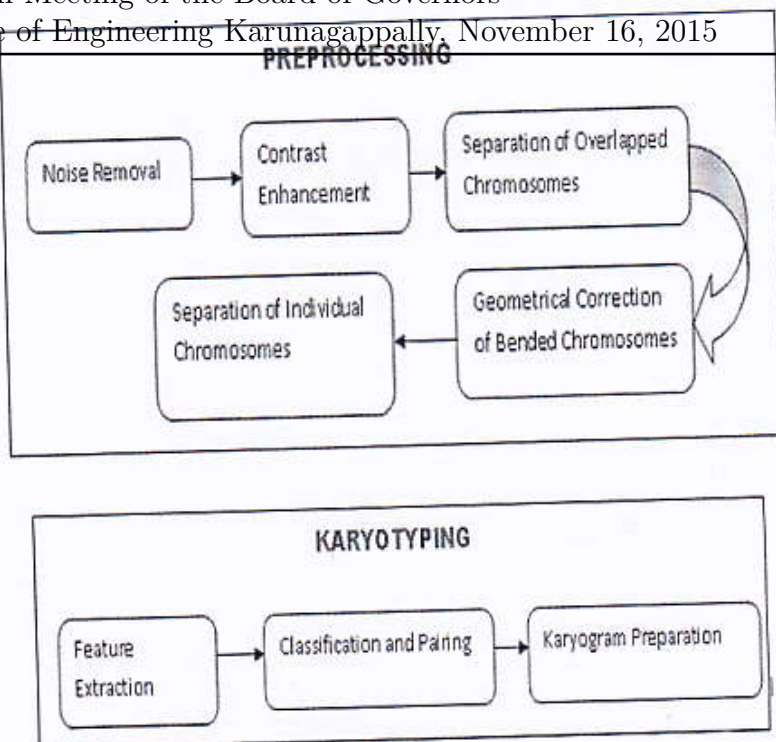 Meeting of the Board of Governors
of Engineering Karunagappally, November 16, 2015
PREPROCESSING
Noise Removal
Contrast
Enhancement
Separation of Overlapped
Chromosomes
Separation of Individual
Chromosomes
Geometrical Correction
of Bended Chromosomes
KARYOTYPING
Feature
Extraction
Classification and Pairing
Karyogram Preparation